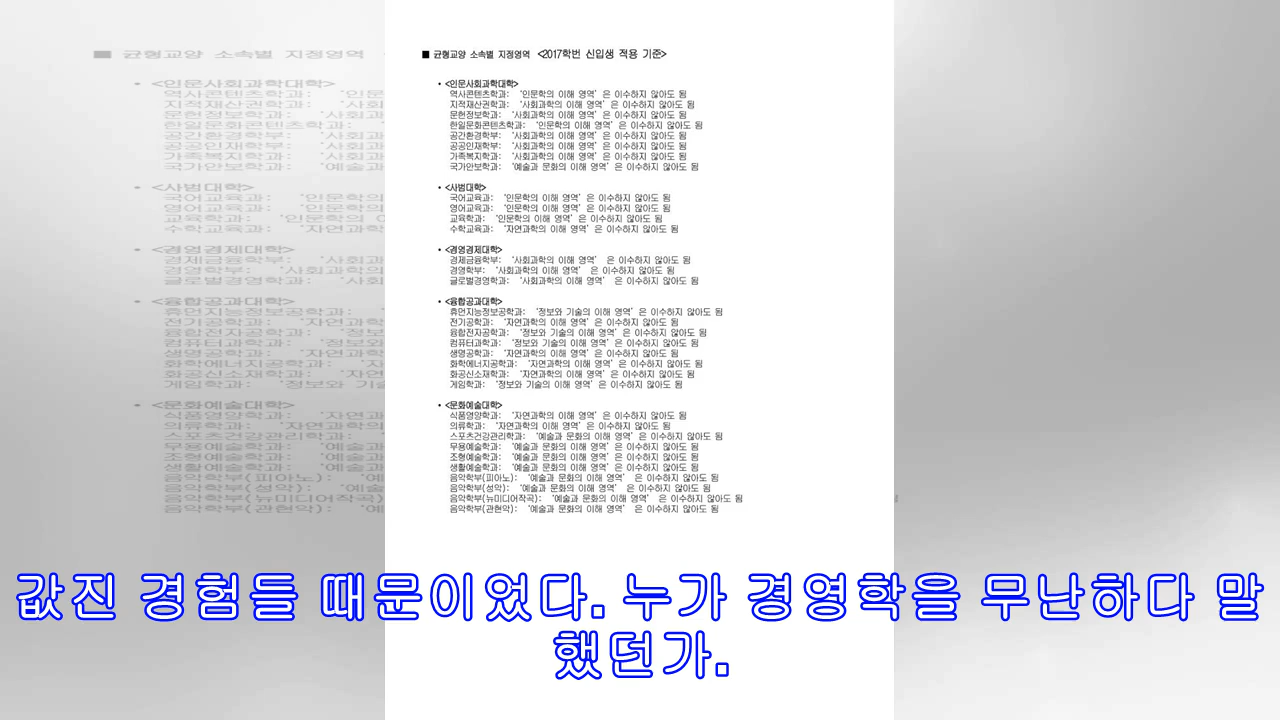 ■ 균형교양 소속별 지정영역 <2017학번 신입생 적용 기준>
• <인문사회과학대학>
역사콘텐츠학과: ‘인문학의 이해 영역’은 이수하지 않아도 됨
지적재산권학과: ‘사회과학의 이해 영역’은 이수하지 않아도 됨
문헌정보학과: ‘사회과학의 이해 영역’은 이수하지 않아도 됨
한일문화콘텐츠학과: ‘인문학의 이해 영역’은 이수하지 않아도 됨
공간환경학부: ‘사회과학의 이해 영역’은 이수하지 않아도 됨
공공인재학부: ‘사회과학의 이해 영역’은 이수하지 않아도 됨
가족복지학과: ‘사회과학의 이해 영역’은 이수하지 않아도 됨
국가안보학과: ‘예술과 문화의 이해 영역’은 이수하지 않아도 됨
• <사범대학>
국어교육과: ‘인문학의 이해 영역’은 이수하지 않아도 됨
영어교육과: ‘인문학의 이해 영역’은 이수하지 않아도 됨
교육학과: ‘인문학의 이해 영역’은 이수하지 않아도 됨
수학교육과: ‘자연과학의 이해 영역’은 이수하지 않아도 됨
• <경영경제대학>
경제금융학부: ‘사회과학의 이해 영역’ 은 이수하지 않아도 됨
경영학부: ‘사회과학의 이해 영역’ 은 이수하지 않아도 됨
글로벌경영학과: ‘사회과학의 이해 영역’ 은 이수하지 않아도 됨
• <융합공과대학>
휴먼지능정보공학과: ‘정보와 기술의 이해 영역’은 이수하지 않아도 됨
전기공학과: ‘자연과학의 이해 영역’은 이수하지 않아도 됨
융합전자공학과: ‘정보와 기술의 이해 영역’은 이수하지 않아도 됨
컴퓨터과학과: ‘정보와 기술의 이해 영역’은 이수하지 않아도 됨
생명공학과: ‘자연과학의 이해 영역’은 이수하지 않아도 됨
화학에너지공학과: ‘자연과학의 이해 영역’은 이수하지 않아도 됨
화공신소재학과: ‘자연과학의 이해 영역’은 이수하지 않아도 됨
게임학과: ‘정보와 기술의 이해 영역’은 이수하지 않아도 됨
• <문화예술대학>
식품영양학과: ‘자연과학의 이해 영역’은 이수하지 않아도 됨
의류학과: ‘자연과학의 이해 영역’은 이수하지 않아도 됨
스포츠건강관리학과: ‘예술과 문화의 이해 영역’은 이수하지 않아도 됨
무용예술학과: ‘예술과 문화의 이해 영역’은 이수하지 않아도 됨
조형예술학과: ‘예술과 문화의 이해 영역’은 이수하지 않아도 됨
생활예술학과: ‘예술과 문화의 이해 영역’은 이수하지 않아도 됨
음악학부(피아노): ‘예술과 문화의 이해 영역’ 은 이수하지 않아도 됨
음악학부(성악): ‘예술과 문화의 이해 영역’ 은 이수하지 않아도 됨
음악학부(뉴미디어작곡): ‘예술과 문화의 이해 영역’ 은 이수하지 않아도 됨
음악학부(관현악): ‘예술과 문화의 이해 영역’ 은 이수하지 않아도 됨
값진 경험들 때문이었다. 누가 경영학을 무난하다 말
했던가.